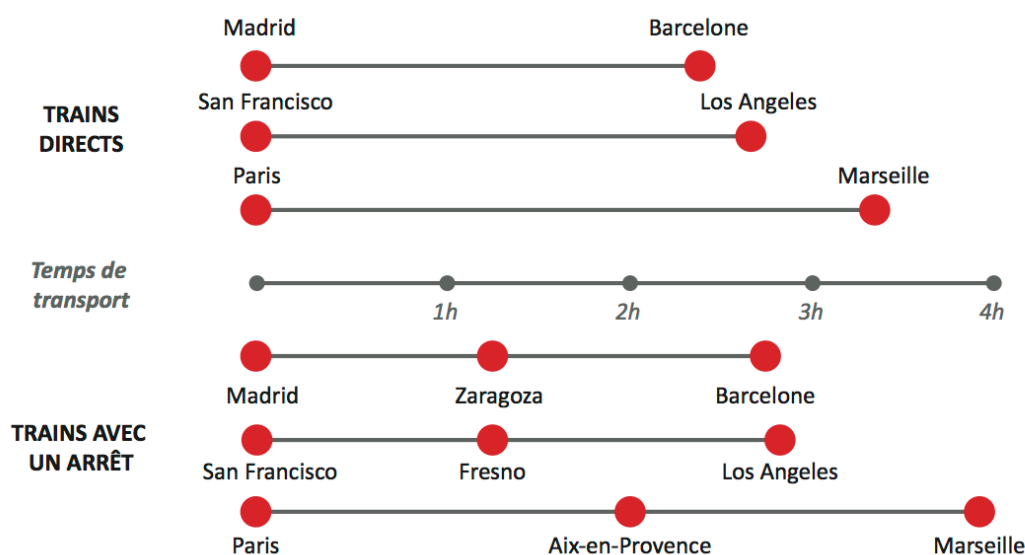 Madrid Barcelone
San Francisco Los Angeles
TRAINS
DIRECTS
Paris Marseille
Temps de
transport
1h 2h 3h 4h
Madrid Zaragoza Barcelone
TRAINS AVEC
UN ARRÊT
San Francisco Fresno Los Angeles
Paris Aix-en-Provence Marseille